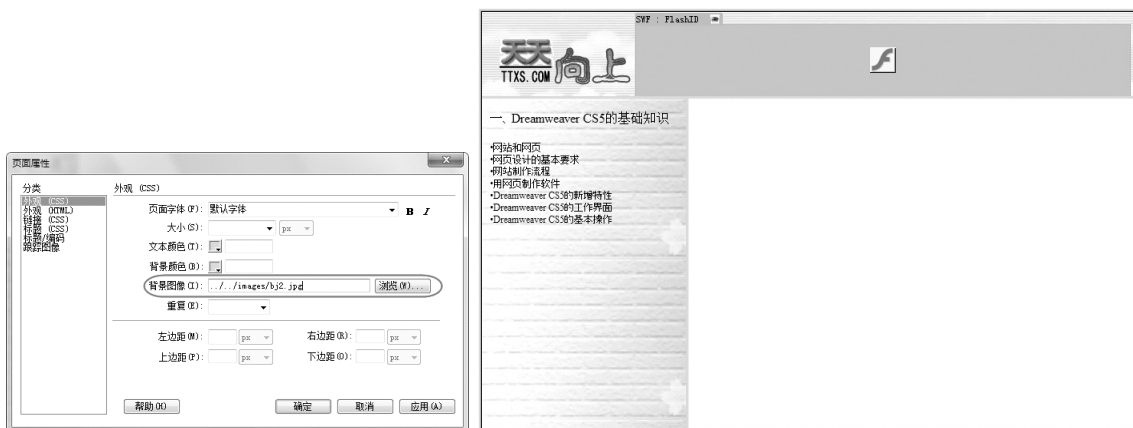 页面属性
分类
外观 (CSS)
外观 (HTML)
链接 (CSS)
标题 (CSS)
标题/编码
跟踪图像
外观 (CSS)
页面字体(F): 默认字体 B I
大小(S): px
文本颜色(T):
背景颜色(B):
背景图像(I): ../../images/bj2.jpg 浏览(W)...
重复(E):
左边距(M): px 右边距(R): px
上边距(P): px 下边距(O): px
帮助(H) 确定 取消 应用(A)
SWF : FlashID
天天向上
TTXS.COM
一、Dreamweaver CS5的基础知识
•网站和网页
•网页设计的基本要求
•网站制作流程
•用网页制作软件
•Dreamweaver CS5的新增特性
•Dreamweaver CS5的工作界面
•Dreamweaver CS5的基本操作